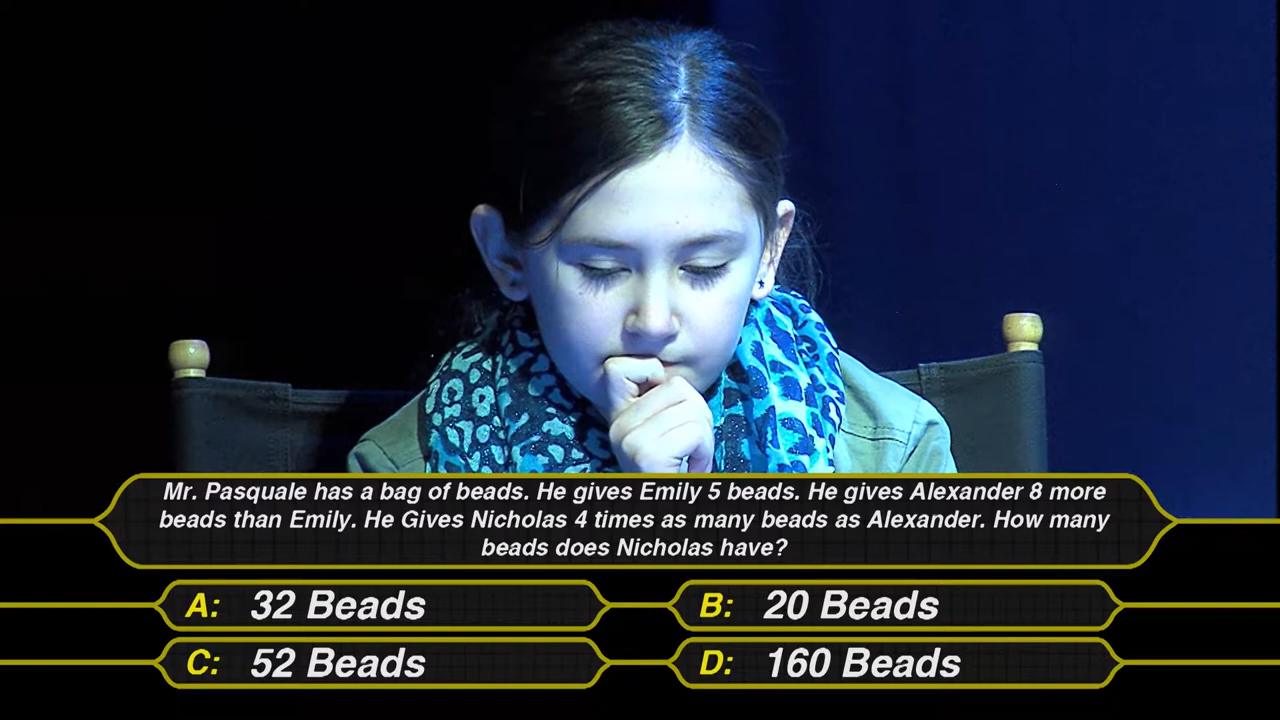 Mr. Pasquale has a bag of beads. He gives Emily 5 beads. He gives Alexander 8 more
beads than Emily. He Gives Nicholas 4 times as many beads as Alexander. How many
beads does Nicholas have?
A: 32 Beads
B: 20 Beads
C: 52 Beads
D: 160 Beads